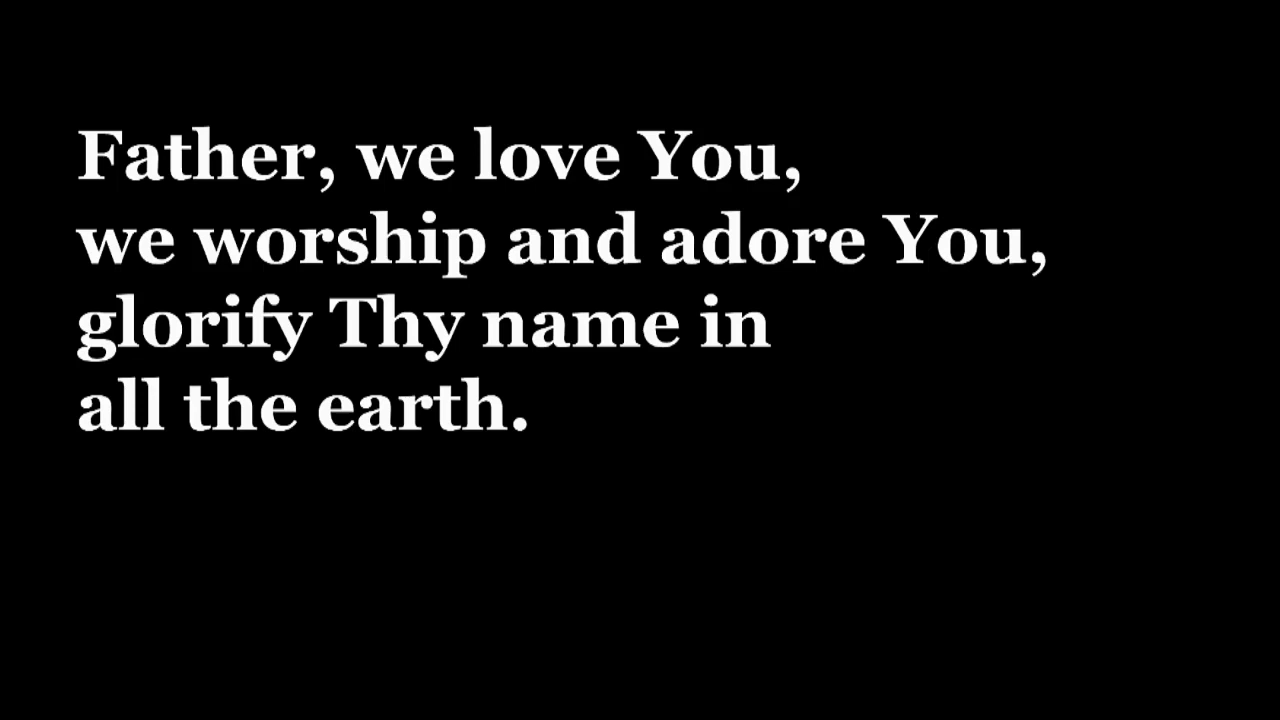 Father, we love You,
we worship and adore You,
glorify Thy name in
all the earth.